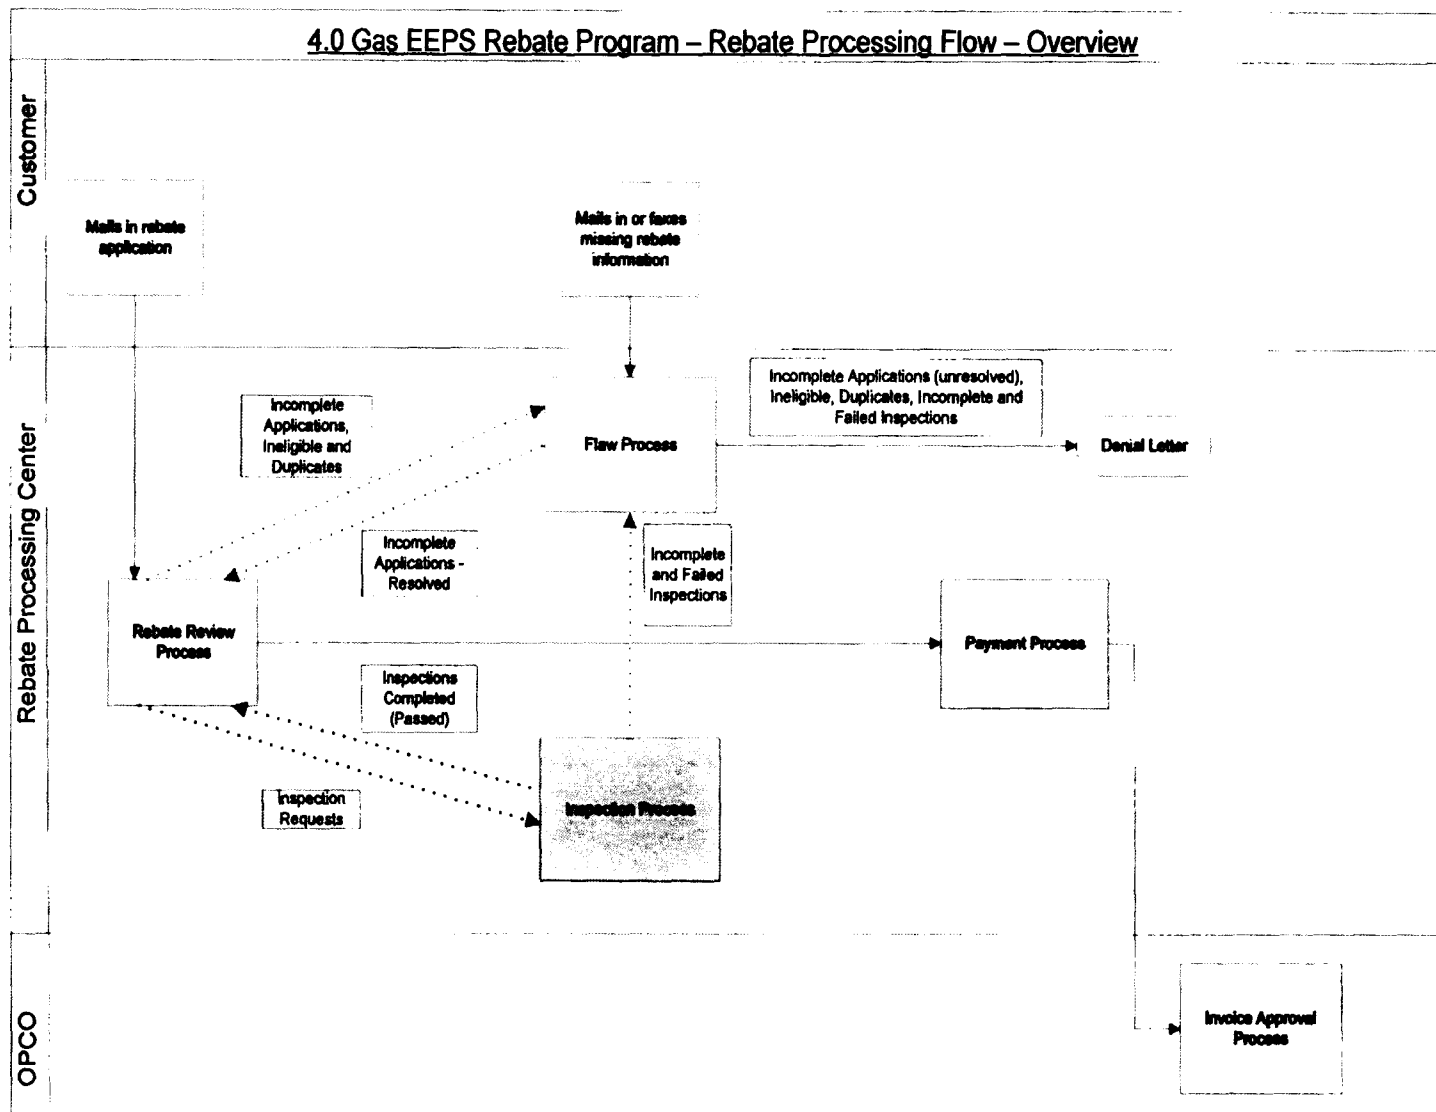 4.0 Gas EEPS Rebate Program – Rebate Processing Flow – Overview
Customer
Mails in rebate
application
Mails in or faxes
missing rebate
information
Rebate Processing Center
Incomplete
Applications,
Ineligible and
Duplicates
Flaw Process
Incomplete Applications (unresolved),
Ineligible, Duplicates, Incomplete and
Failed Inspections
Denial Letter
Incomplete
Applications -
Resolved
Incomplete
and Failed
Inspections
Rebate Review
Process
Payment Process
Inspections
Completed
(Passed)
Inspection
Requests
Inspection Process
OPCO
Invoice Approval
Process